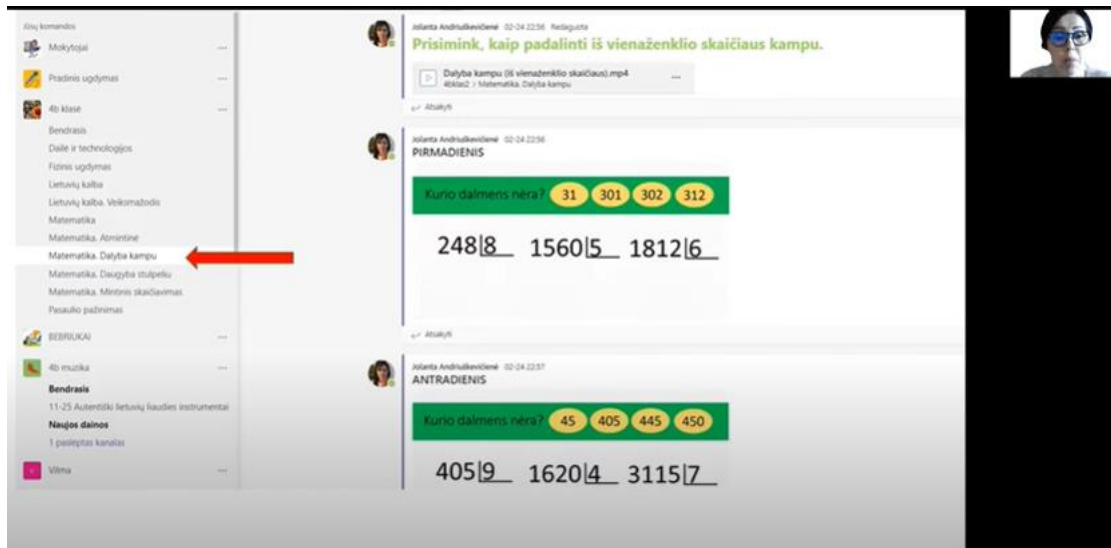 Jūsų komandos
Mokytojai
Pradinis ugdymas
4b klasė
Bendrasis
Dailė ir technologijos
Fizinis ugdymas
Lietuvių kalba
Lietuvių kalba. Veiksmažodis
Matematika
Matematika. Atmintinė
Matematika. Dalyba kampu
Matematika. Daugyba stulpeliu
Matematika. Mintinis skaičiavimas
Pasaulio pažinimas
BEBRIUKAI
4b muzika
Bendrasis
11-25 Autentiški lietuvių liaudies instrumentai
Naujos dainos
1 paslėptas kanalas
V
Vilma
Jolanta Andriuškevičienė 02-24 22:56 Redaguota
Prisimink, kaip padalinti iš vienaženklio skaičiaus kampu.
Dalyba kampu (iš vienaženklio skaičiaus).mp4
4bklas2 > Matematika. Dalyba kampu
Atsakyti
Jolanta Andriuškevičienė 02-24 22:56
PIRMADIENIS
Kurio dalmens nėra? 31 301 302 312
248|8 1560|5 1812|6
Atsakyti
Jolanta Andriuškevičienė 02-24 22:57
ANTRADIENIS
Kurio dalmens nėra? 45 405 445 450
405|9 1620|4 3115|7